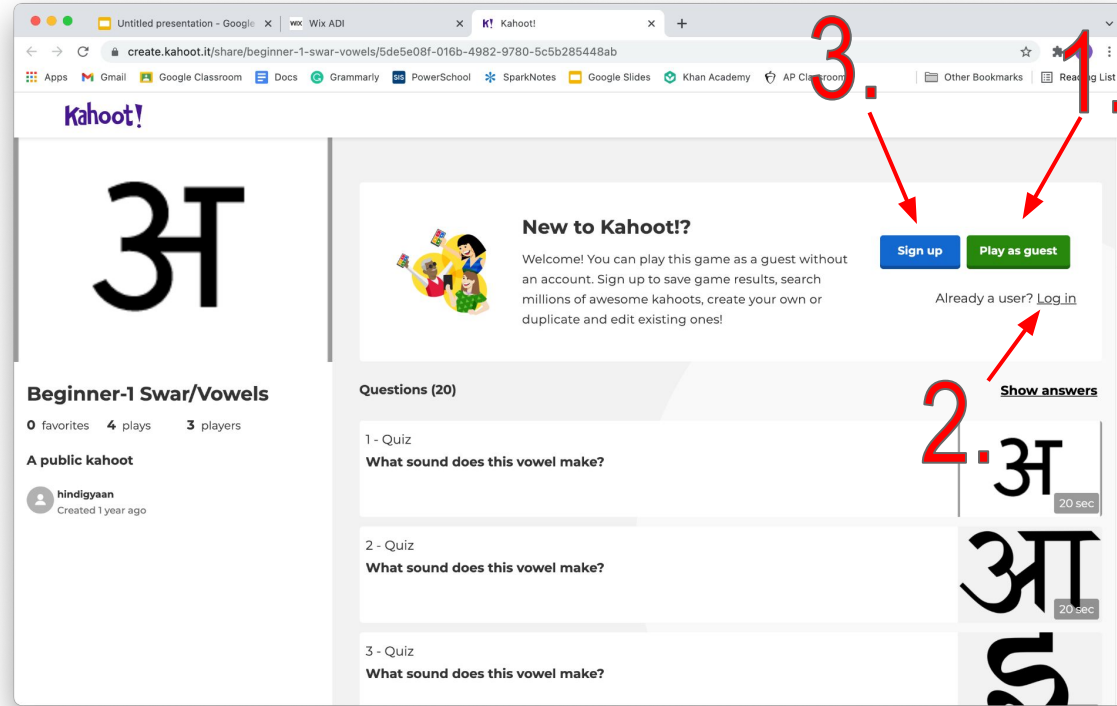 Untitled presentation - Google
Wix Wix ADI
K! Kahoot!
create.kahoot.it/share/beginner-1-swar-vowels/5de5e08f-016b-4982-9780-5c5b285448ab
Apps Gmail Google Classroom Docs Grammarly SIS PowerSchool SparkNotes Google Slides Khan Academy AP Classroom Other Bookmarks Reading List
3.
1.
Kahoot!
अ
New to Kahoot!?
Welcome! You can play this game as a guest without
an account. Sign up to save game results, search
millions of awesome kahoots, create your own or
duplicate and edit existing ones!
Sign up
Play as guest
Already a user? Log in
2.
Beginner-1 Swar/Vowels
0 favorites 4 plays 3 players
A public kahoot
hindigyaan
Created 1 year ago
Questions (20)
Show answers
1 - Quiz
What sound does this vowel make?
अ
20 sec
2 - Quiz
What sound does this vowel make?
आ
20 sec
3 - Quiz
What sound does this vowel make?